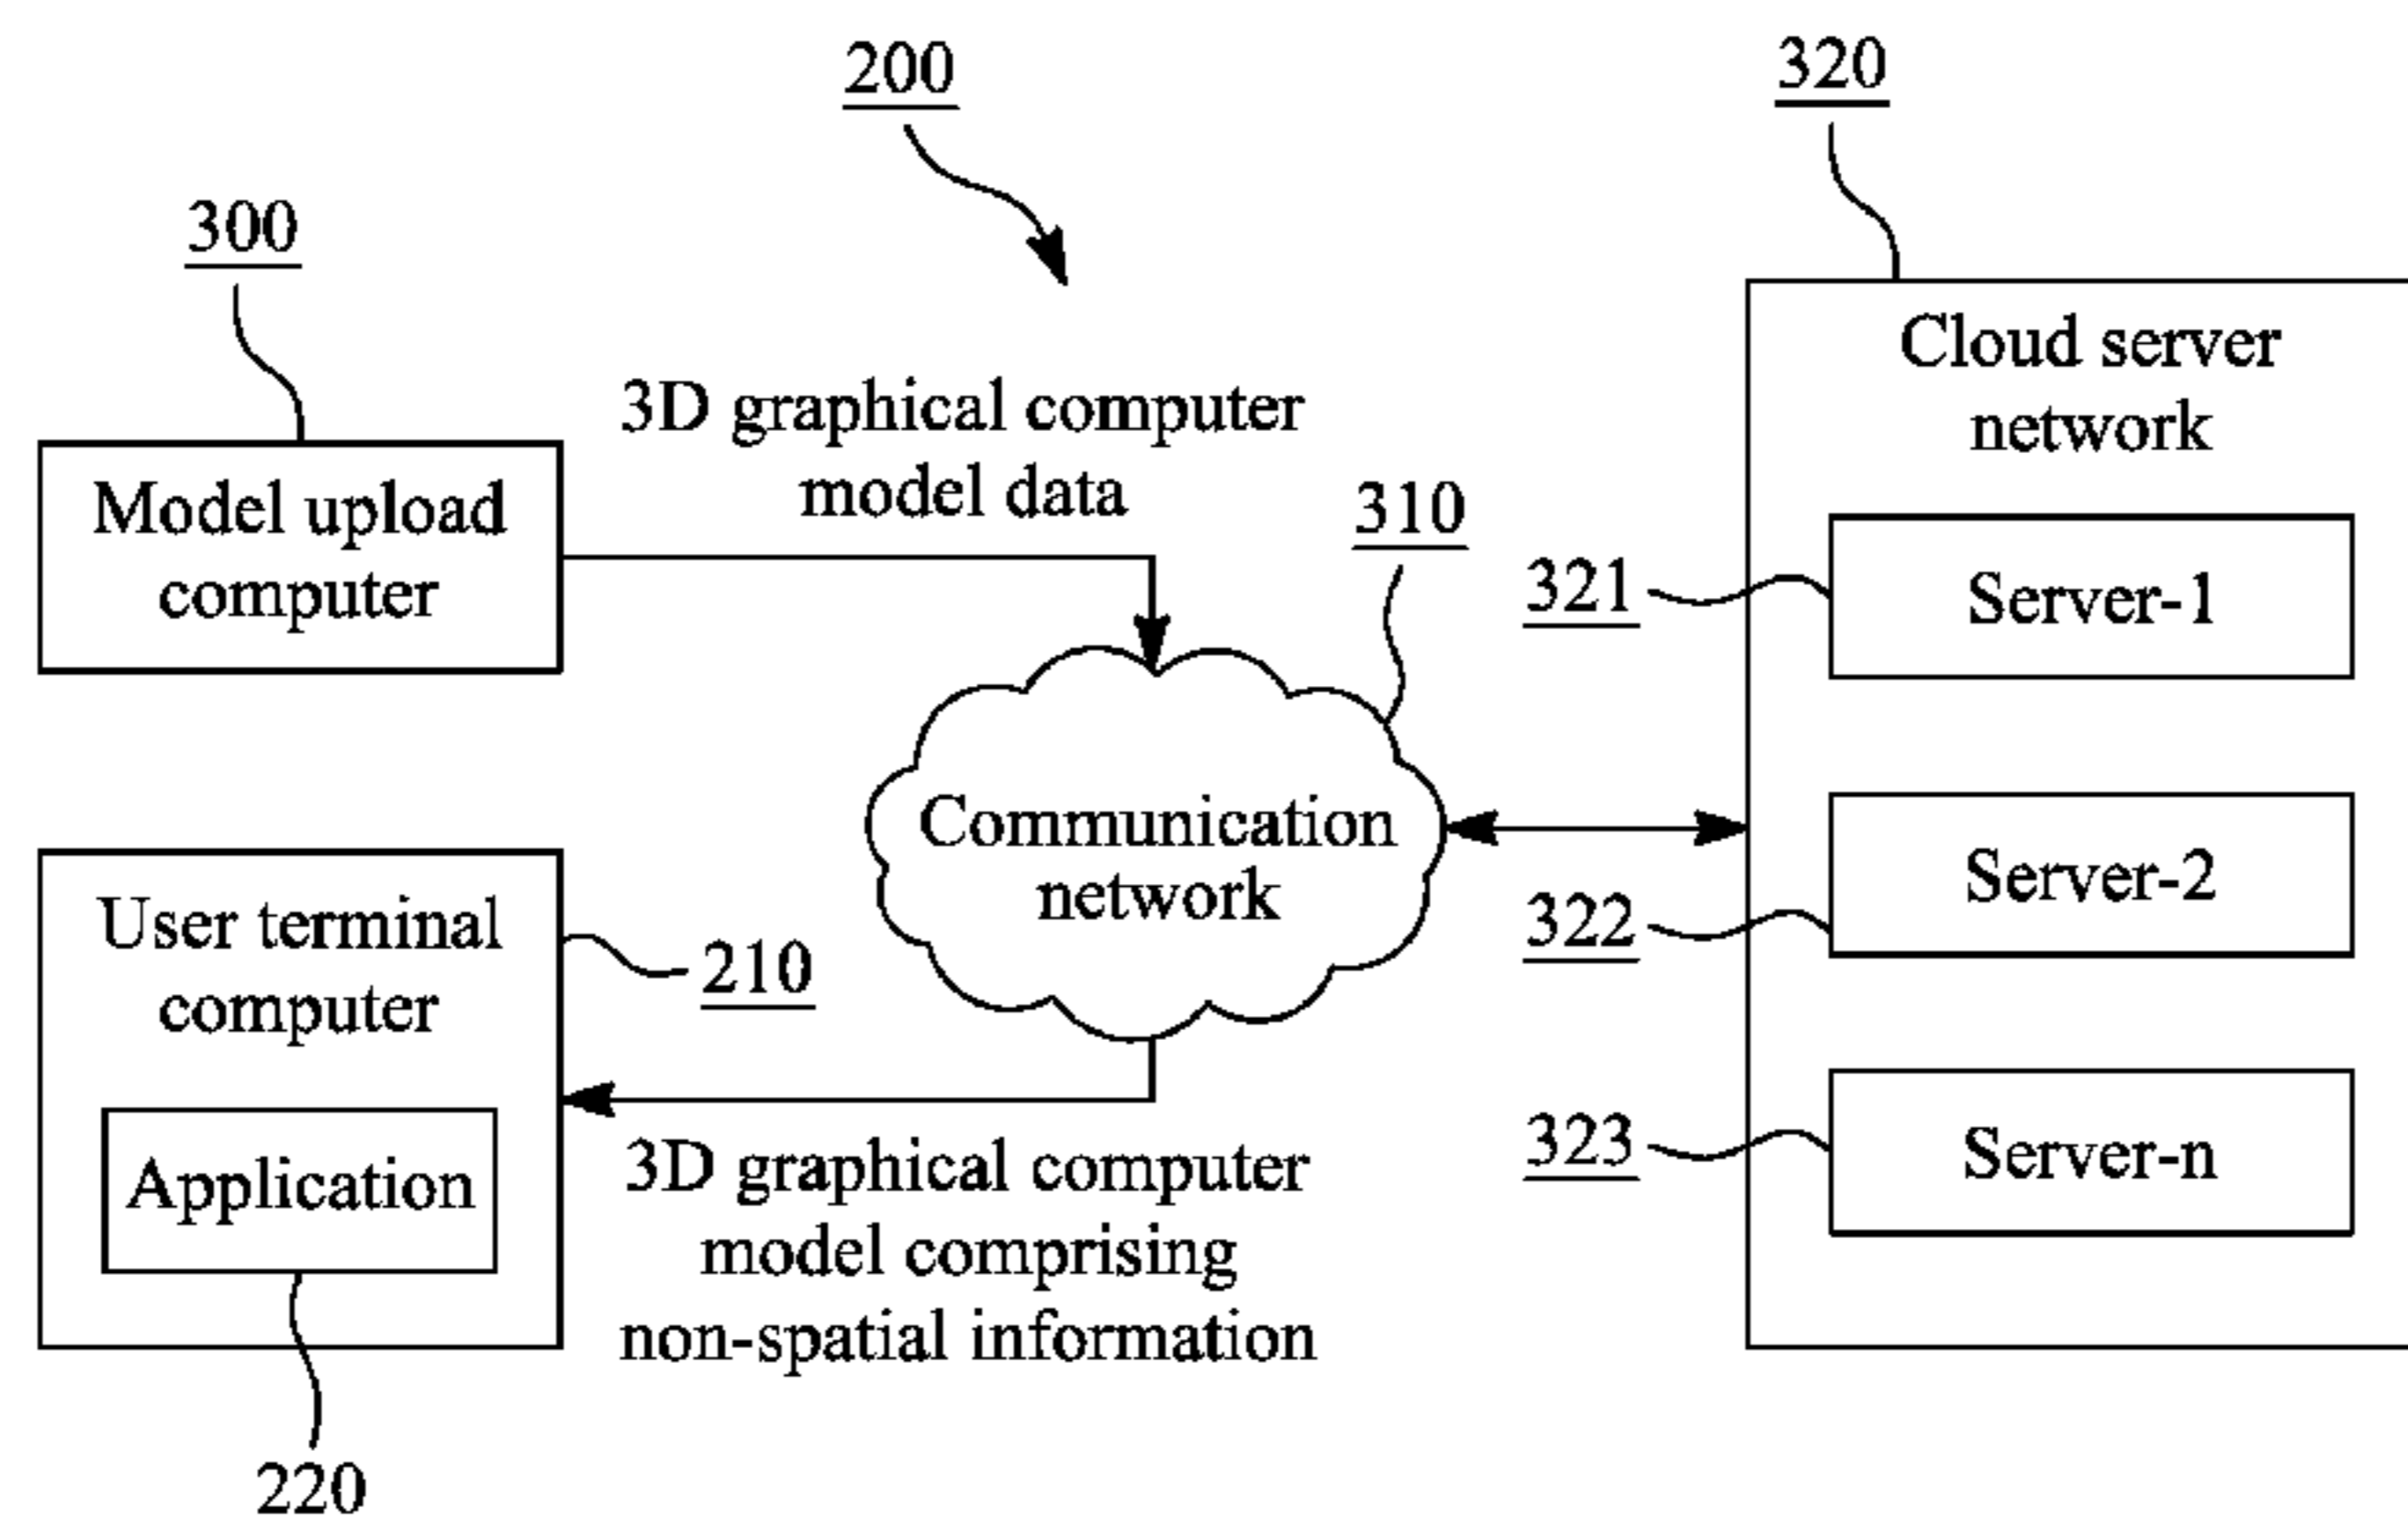 200
320
300
Cloud server
network
3D graphical computer
model data
Model upload
computer
310
321
Server-1
Communication
network
322
Server-2
User terminal
computer
210
Application
220
3D graphical computer
model comprising
non-spatial information
323
Server-n